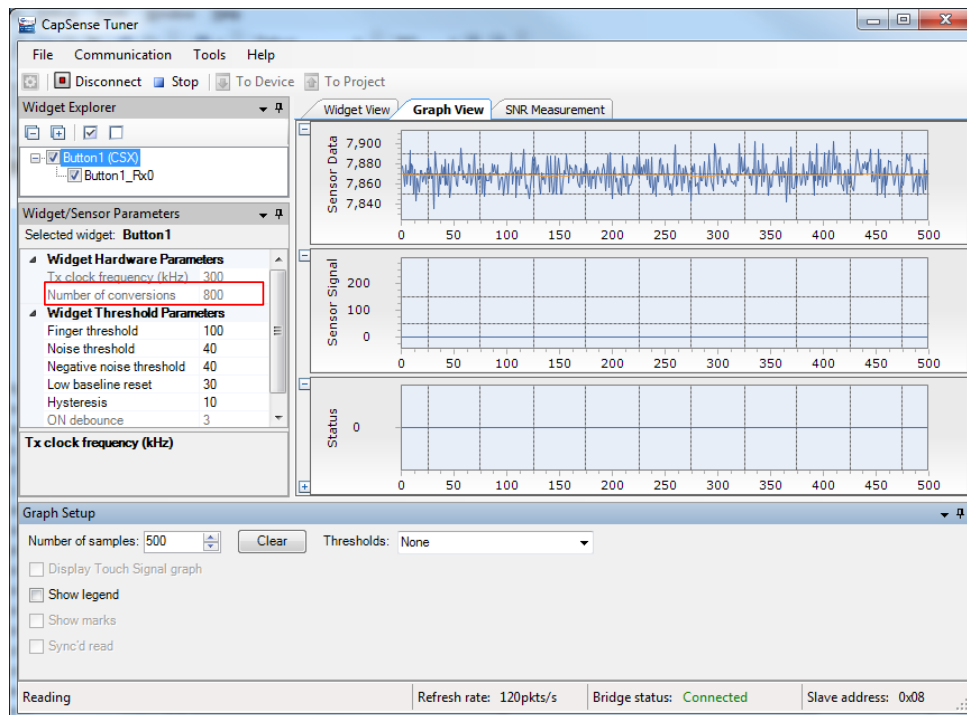 CapSense Tuner
File Communication Tools Help
Disconnect Stop To Device To Project
Widget Explorer
Button1 (CSX)
Button1_Rx0
Widget/Sensor Parameters
Selected widget: Button1
Widget Hardware Parameters
Tx clock frequency (kHz) 300
Number of conversions 800
Widget Threshold Parameters
Finger threshold 100
Noise threshold 40
Negative noise threshold 40
Low baseline reset 30
Hysteresis 10
ON debounce 3
Tx clock frequency (kHz)
Widget View Graph View SNR Measurement
Sensor Data
7,900
7,880
7,860
7,840
0 50 100 150 200 250 300 350 400 450 500
Sensor Signal
200
100
0
0 50 100 150 200 250 300 350 400 450 500
Status
0
0 50 100 150 200 250 300 350 400 450 500
Graph Setup
Number of samples: 500 Clear Thresholds: None
Display Touch Signal graph
Show legend
Show marks
Sync'd read
Reading Refresh rate: 120pkts/s Bridge status: Connected Slave address: 0x08